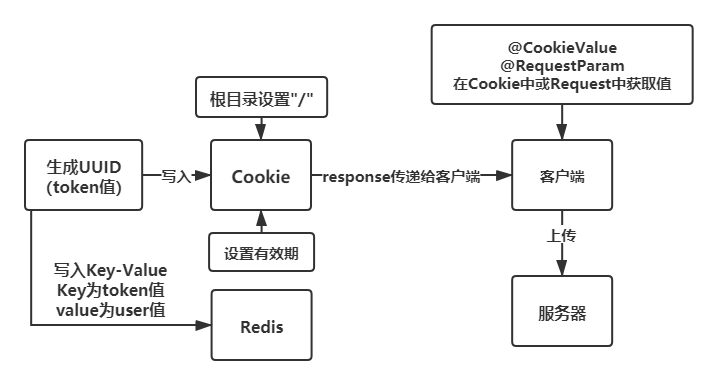 @CookieValue
@RequestParam
在Cookie中或Request中获取值
根目录设置"/"
生成UUID
(token值)
写入
Cookie
response传递给客户端
客户端
设置有效期
上传
写入Key-Value
Key为token值
value为user值
Redis
服务器